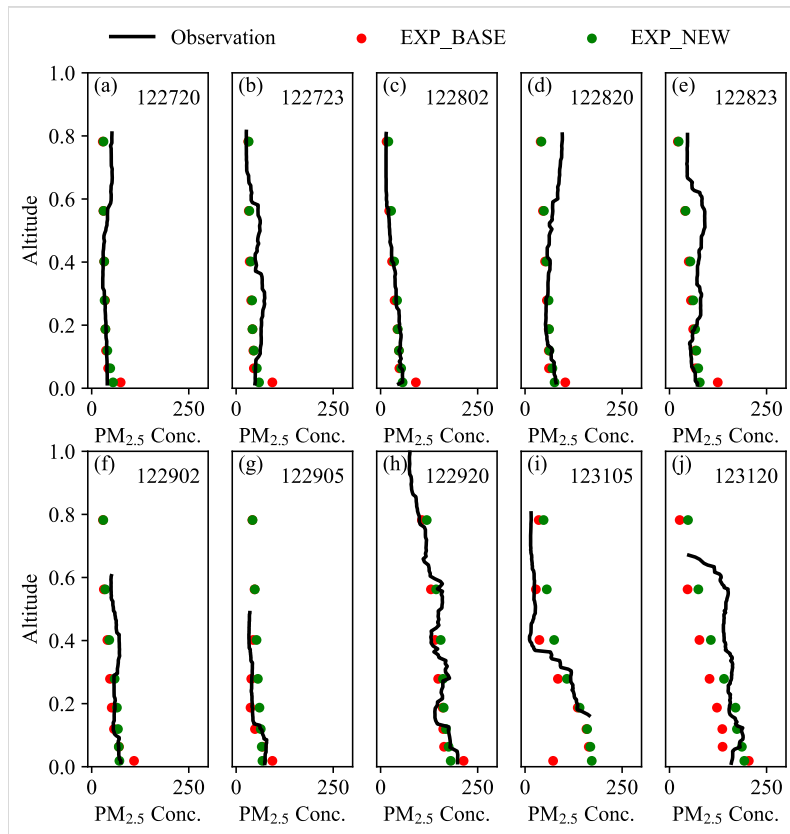 Observation EXP_BASE EXP_NEW
(a) 122720 (b) 122723 (c) 122802 (d) 122820 (e) 122823
1.0
0.8
0.6
0.4
0.2
0.0
Altitude
0 250 0 250 0 250 0 250 0 250
PM2.5 Conc. PM2.5 Conc. PM2.5 Conc. PM2.5 Conc. PM2.5 Conc.
(f) 122902 (g) 122905 (h) 122920 (i) 123105 (j) 123120
1.0
0.8
0.6
0.4
0.2
0.0
Altitude
0 250 0 250 0 250 0 250 0 250
PM2.5 Conc. PM2.5 Conc. PM2.5 Conc. PM2.5 Conc. PM2.5 Conc.